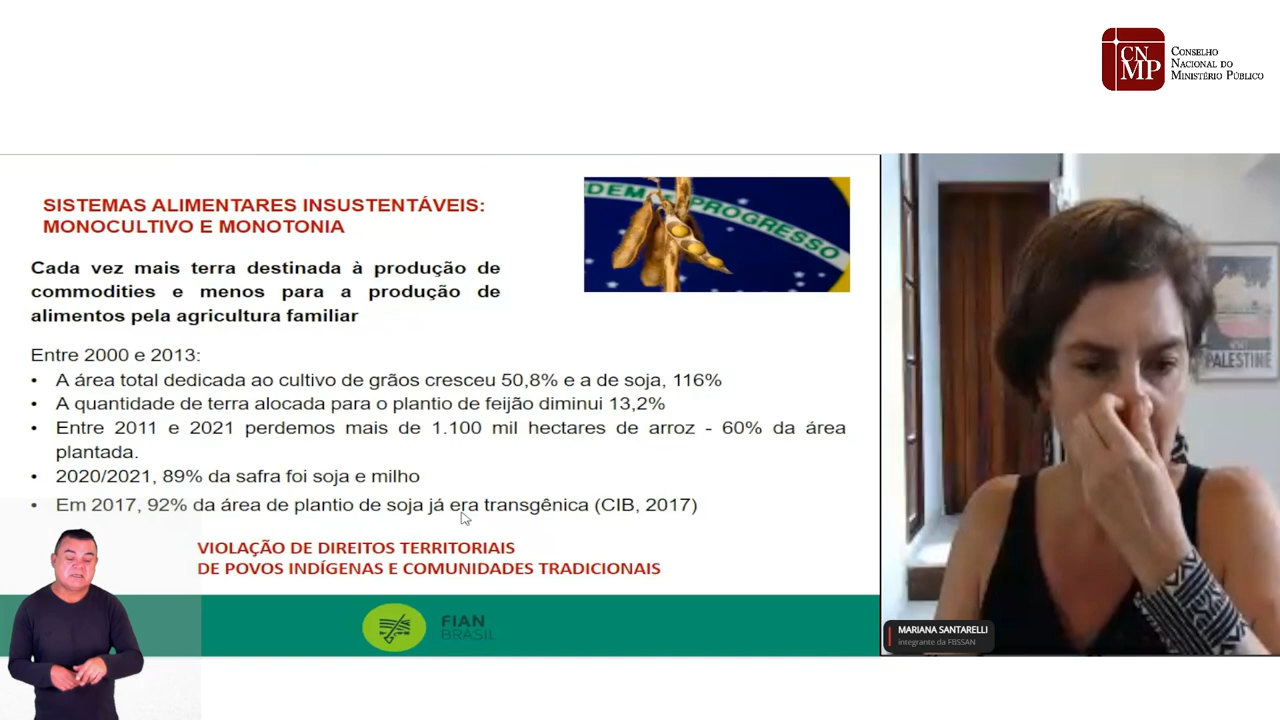 CN
MP
CONSELHO
NACIONAL DO
MINISTÉRIO PÚBLICO
SISTEMAS ALIMENTARES INSUSTENTÁVEIS:
MONOCULTIVO E MONOTONIA
DEM PROGRESSO
Cada vez mais terra destinada à produção de
commodities e menos para a produção de
alimentos pela agricultura familiar
Entre 2000 e 2013:
• A área total dedicada ao cultivo de grãos cresceu 50,8% e a de soja, 116%
• A quantidade de terra alocada para o plantio de feijão diminui 13,2%
• Entre 2011 e 2021 perdemos mais de 1.100 mil hectares de arroz - 60% da área
plantada.
• 2020/2021, 89% da safra foi soja e milho
• Em 2017, 92% da área de plantio de soja já era transgênica (CIB, 2017)
VIOLAÇÃO DE DIREITOS TERRITORIAIS
DE POVOS INDÍGENAS E COMUNIDADES TRADICIONAIS
FIAN
BRASIL
PALESTINE
MARIANA SANTARELLI
integrante da FBSSAN